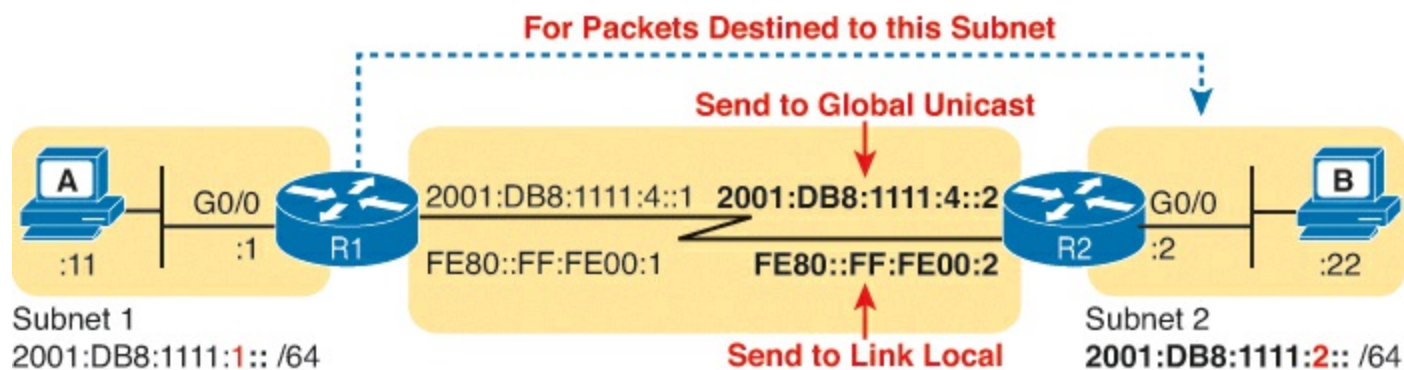 For Packets Destined to this Subnet
Send to Global Unicast
A
G0/0
:1
:11
R1
2001:DB8:1111:4::1
2001:DB8:1111:4::2
FE80::FF:FE00:1
FE80::FF:FE00:2
R2
G0/0
:2
B
:22
Subnet 1
2001:DB8:1111:1:: /64
Send to Link Local
Subnet 2
2001:DB8:1111:2:: /64